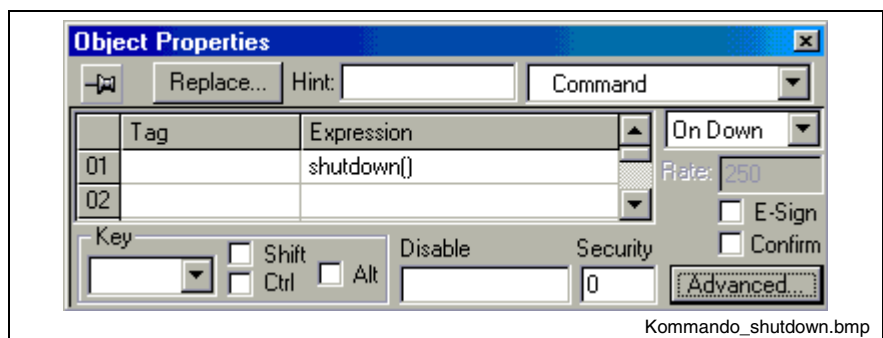 Object Properties
Replace... Hint: Command
Tag Expression On Down
01 shutdown()
Rate: 250
02
E-Sign
Key Shift Disable Security Confirm
Ctrl Alt 0 Advanced...
Kommando_shutdown.bmp